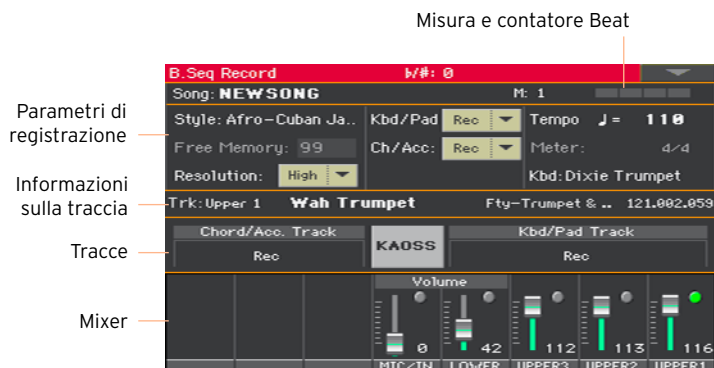 Misura e contatore Beat
B.Seq Record ♭/#: 0
Song: NEWSONG M: 1
Parametri di registrazione
Style: Afro-Cuban Ja.. Kbd/Pad Rec Tempo ♩= 110
Free Memory: 99 Ch/Acc: Rec Meter: 4/4
Resolution: High Kbd: Dixie Trumpet
Informazioni sulla traccia
Trk: Upper 1 Wah Trumpet Fty-Trumpet & .. 121.002.059
Tracce
Chord/Acc. Track KAOSS Kbd/Pad Track
Rec Rec
Mixer
Volume
0 42 112 113 116
MIC/IN LOWER UPPER3 UPPER2 UPPER1